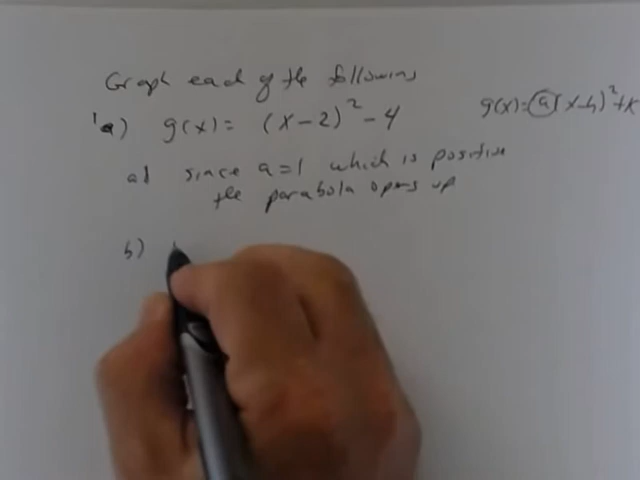 Graph each of the following
1a) g(x) = (x-2)² - 4
g(x) = a(x-h)² + k
a) since a = 1 which is positive
the parabola opens up
b)